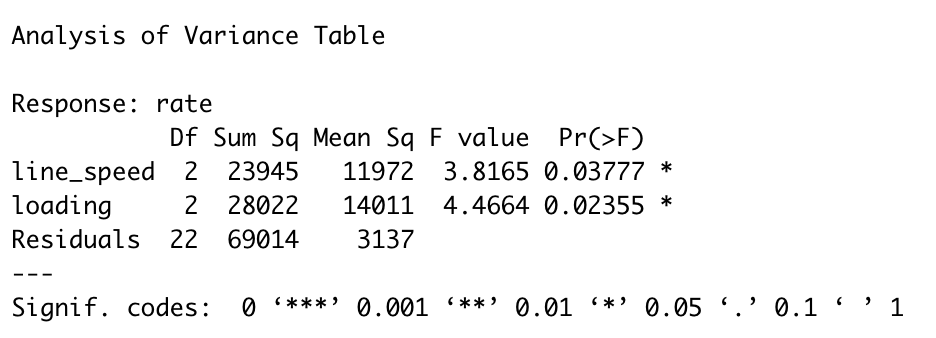 Analysis of Variance Table
Response: rate
           Df Sum Sq Mean Sq F value  Pr(>F)
line_speed  2  23945   11972  3.8165 0.03777 *
loading     2  28022   14011  4.4664 0.02355 *
Residuals  22  69014    3137
---
Signif. codes:  0 ‘***’ 0.001 ‘**’ 0.01 ‘*’ 0.05 ‘.’ 0.1 ‘ ’ 1